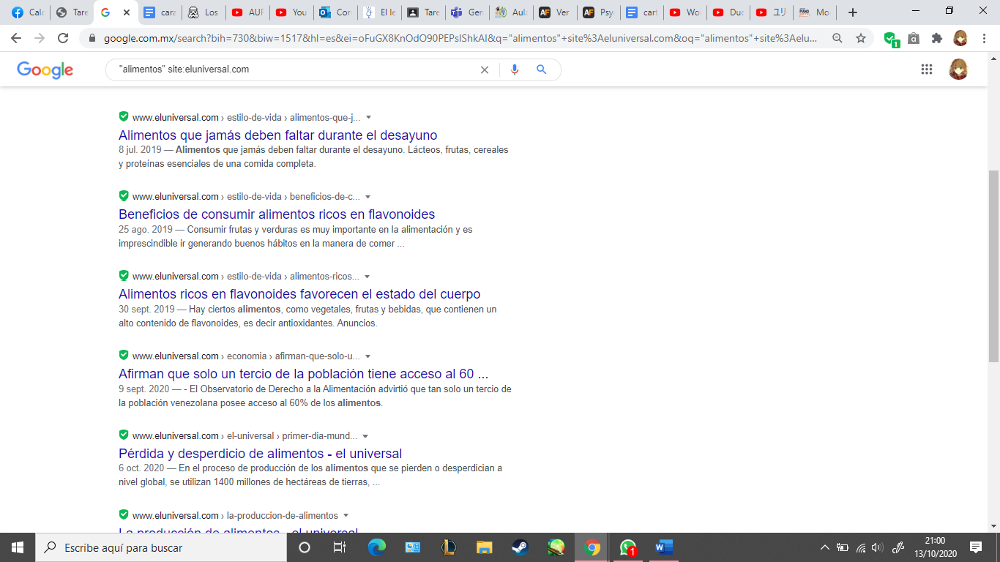 Calc
Tare
cara
Los
AUF
You
Cor
El le
Tare
Ger
Aula
Ver
Psy
cart
Wo
Duc
ユリ
Mo
google.com.mx/search?bih=730&biw=1517&hl=es&ei=oFuGX8KnOdO90PEPsIShkAI&q="alimentos"+site%3Aeluniversal.com&oq="alimentos"+site%3Aelu...
1
Google
"alimentos" site:eluniversal.com
www.eluniversal.com › estilo-de-vida › alimentos-que-j...
Alimentos que jamás deben faltar durante el desayuno
8 jul. 2019 — Alimentos que jamás deben faltar durante el desayuno. Lácteos, frutas, cereales
y proteínas esenciales de una comida completa.
www.eluniversal.com › estilo-de-vida › beneficios-de-c...
Beneficios de consumir alimentos ricos en flavonoides
25 ago. 2019 — Consumir frutas y verduras es muy importante en la alimentación y es
imprescindible ir generando buenos hábitos en la manera de comer ...
www.eluniversal.com › estilo-de-vida › alimentos-ricos...
Alimentos ricos en flavonoides favorecen el estado del cuerpo
30 sept. 2019 — Hay ciertos alimentos, como vegetales, frutas y bebidas, que contienen un
alto contenido de flavonoides, es decir antioxidantes. Anuncios.
www.eluniversal.com › economia › afirman-que-solo-u...
Afirman que solo un tercio de la población tiene acceso al 60 ...
9 sept. 2020 — - El Observatorio de Derecho a la Alimentación advirtió que tan solo un tercio de
la población venezolana posee acceso al 60% de los alimentos.
www.eluniversal.com › el-universal › primer-dia-mund...
Pérdida y desperdicio de alimentos - el universal
6 oct. 2020 — En el proceso de producción de los alimentos que se pierden o desperdician a
nivel global, se utilizan 1400 millones de hectáreas de tierras, ...
www.eluniversal.com › la-produccion-de-alimentos
La producción de alimentos - el universal
Escribe aquí para buscar
1
21:00
13/10/2020